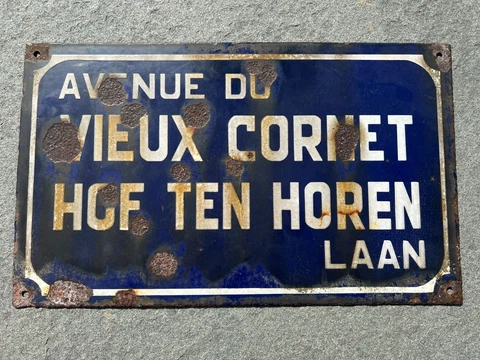 AVENUE DU
VIEUX CORNET
HOF TEN HOREN
LAAN